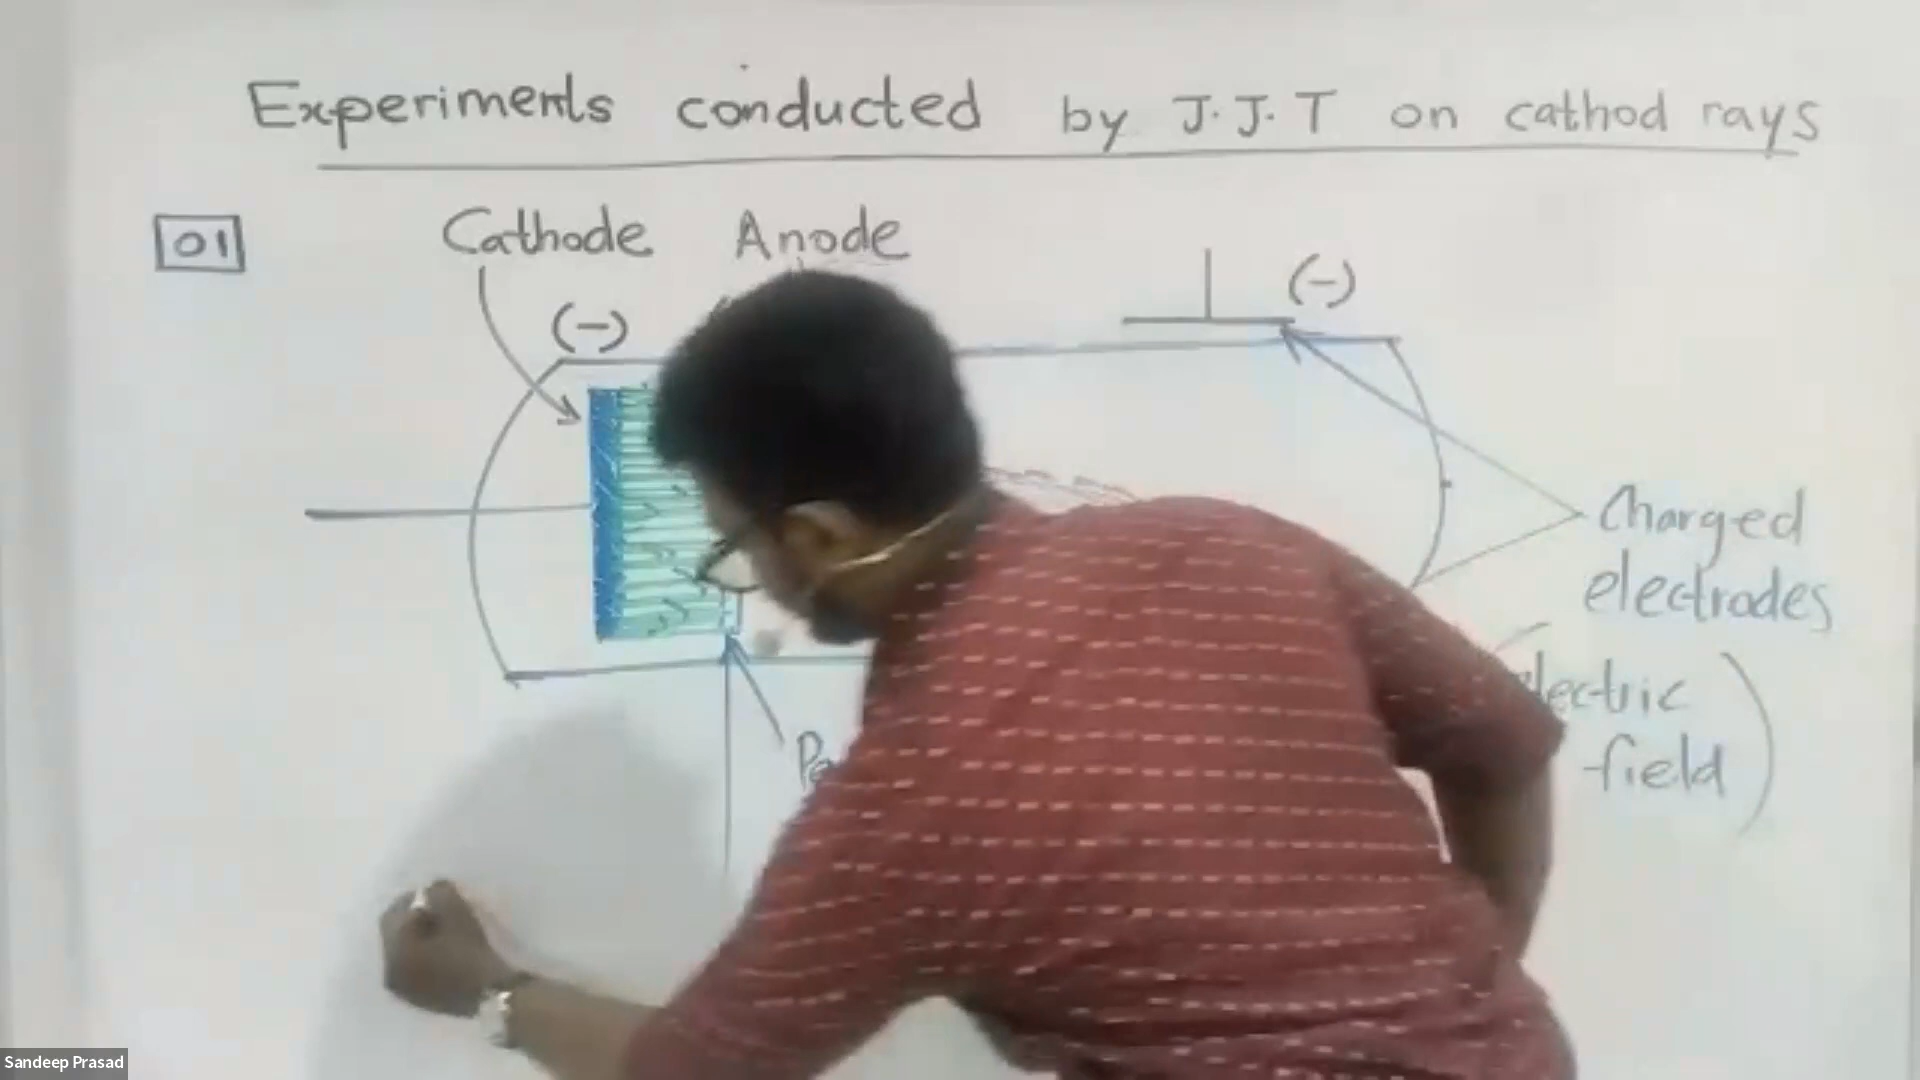 Experiments conducted by J.J.T on cathod rays
01
Cathode Anode
(-)
(-)
Charged
electrodes
field)
Sandeep Prasad